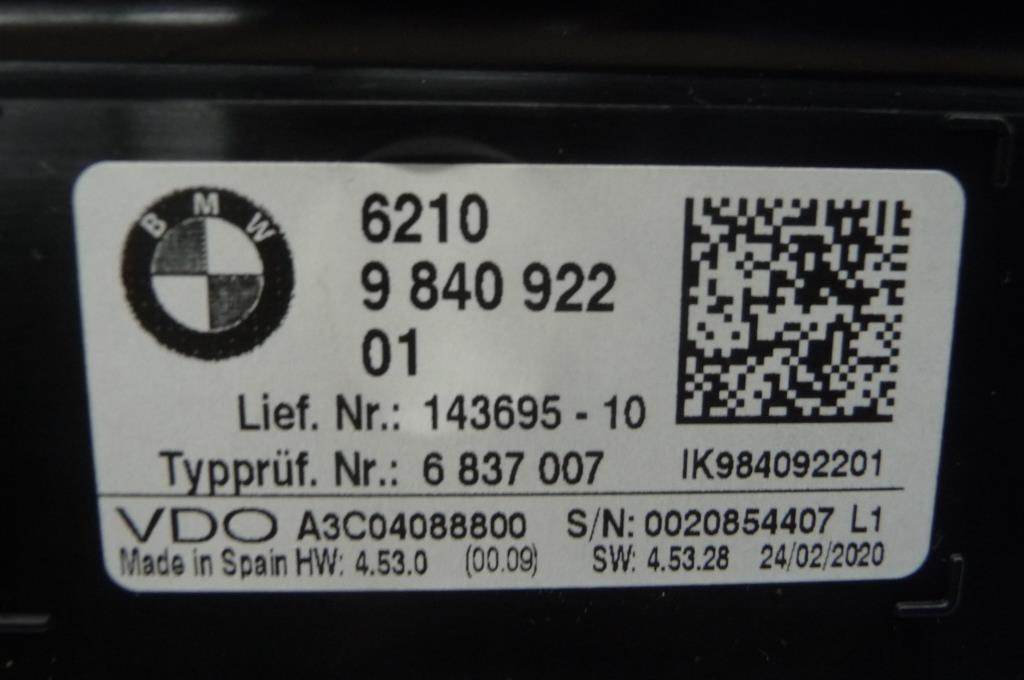 BMW
6210
9 840 922
01
Lief. Nr.: 143695 - 10
Typprüf. Nr.: 6 837 007
IK984092201
VDO A3C04088800 S/N: 0020854407 L1
Made in Spain HW: 4.53.0 (00.09) SW: 4.53.28 24/02/2020